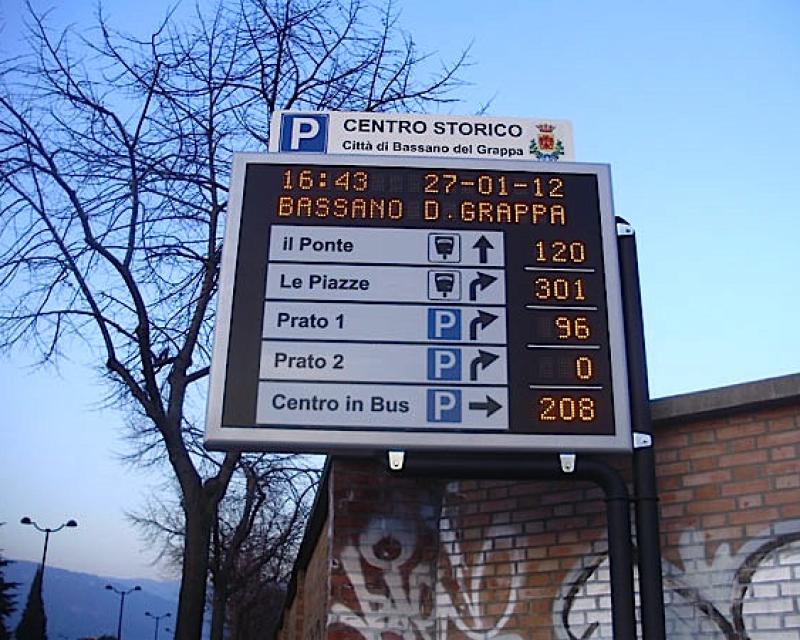 P CENTRO STORICO
Città di Bassano del Grappa
16:43 27-01-12
BASSANO D.GRAPPA
il Ponte 120
Le Piazze 301
Prato 1 P 96
Prato 2 P 0
Centro in Bus P 208